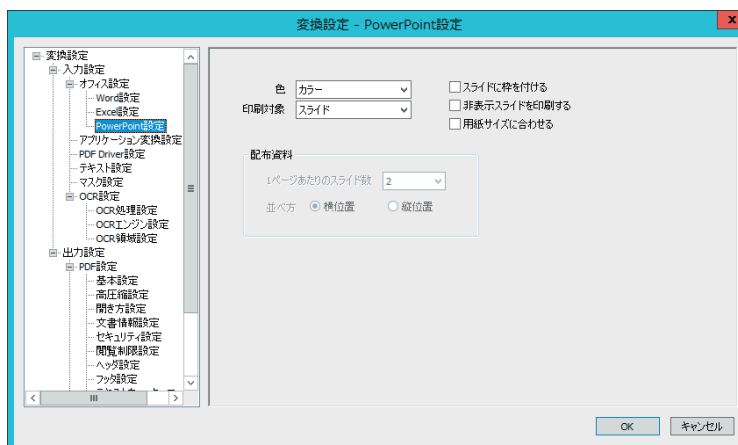 変換設定 - PowerPoint設定
x
変換設定
入力設定
オフィス設定
Word設定
Excel設定
PowerPoint設定
アプリケーション変換設定
PDF Driver設定
テキスト設定
マスク設定
OCR設定
OCR処理設定
OCRエンジン設定
OCR領域設定
出力設定
PDF設定
基本設定
高圧縮設定
開き方設定
文書情報設定
セキュリティ設定
閲覧制限設定
ヘッダ設定
フッタ設定
色 カラー
印刷対象 スライド
スライドに枠を付ける
非表示スライドを印刷する
用紙サイズに合わせる
配布資料
1ページあたりのスライド数 2
並べ方 横位置 縦位置
OK キャンセル